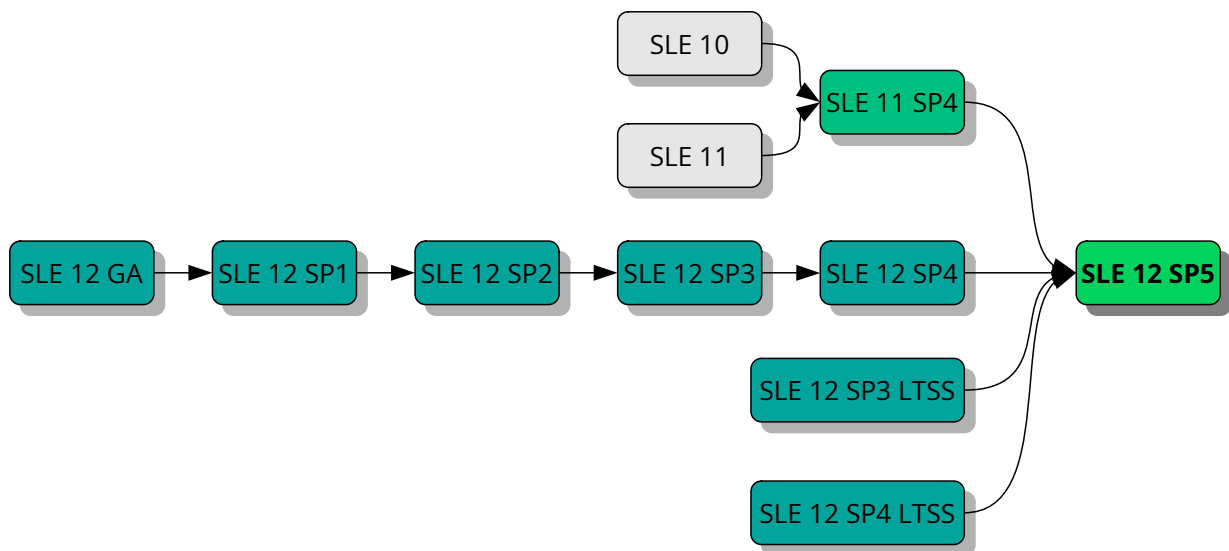 SLE 10
SLE 11 SP4
SLE 11
SLE 12 GA
SLE 12 SP1
SLE 12 SP2
SLE 12 SP3
SLE 12 SP4
SLE 12 SP5
SLE 12 SP3 LTSS
SLE 12 SP4 LTSS